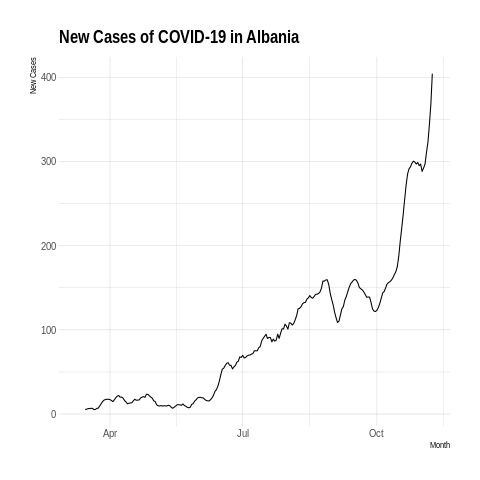 New Cases of COVID-19 in Albania
New Cases
400
300
200
100
0
Apr
Jul
Oct
Month